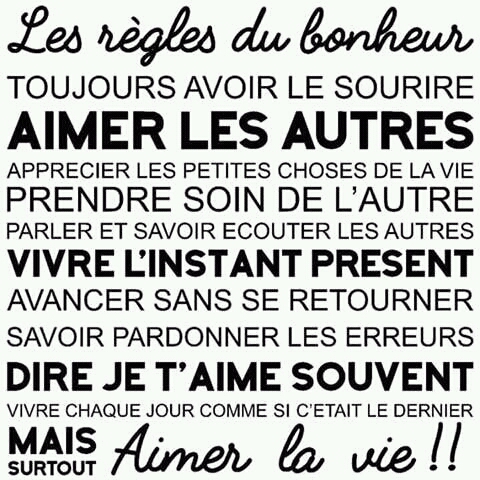 Les règles du bonheur
TOUJOURS AVOIR LE SOURIRE
AIMER LES AUTRES
APPRECIER LES PETITES CHOSES DE LA VIE
PRENDRE SOIN DE L'AUTRE
PARLER ET SAVOIR ECOUTER LES AUTRES
VIVRE L'INSTANT PRESENT
AVANCER SANS SE RETOURNER
SAVOIR PARDONNER LES ERREURS
DIRE JE T'AIME SOUVENT
VIVRE CHAQUE JOUR COMME SI C'ETAIT LE DERNIER
MAIS
SURTOUT
Aimer la vie !!